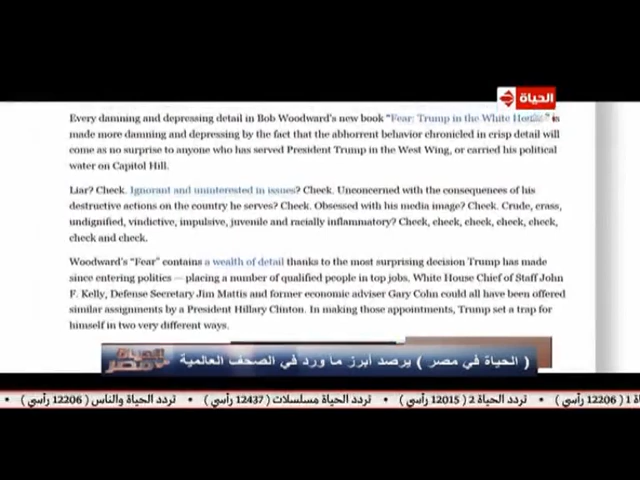 الحياة
Every damning and depressing detail in Bob Woodward's new book "Fear: Trump in the White House" is
made more damning and depressing by the fact that the abhorrent behavior chronicled in crisp detail will
come as no surprise to anyone who has served President Trump in the West Wing, or carried his political
water on Capitol Hill.
Liar? Check. Ignorant and uninterested in issues? Check. Unconcerned with the consequences of his
destructive actions on the country he serves? Check. Obsessed with his media image? Check. Crude, crass,
undignified, vindictive, impulsive, juvenile and racially inflammatory? Check, check, check, check, check,
check and check.
Woodward's "Fear" contains a wealth of detail thanks to the most surprising decision Trump has made
since entering politics — placing a number of qualified people in top jobs. White House Chief of Staff John
F. Kelly, Defense Secretary Jim Mattis and former economic adviser Gary Cohn could all have been offered
similar assignments by a President Hillary Clinton. In making those appointments, Trump set a trap for
himself in two very different ways.
( الحياة في مصر ) يرصد أبرز ما ورد في الصحف العالمية
الحياة في مصر
ة 1 ( 12206 رأسي ) • تردد الحياة 2 ( 12015 رأسي ) • تردد الحياة مسلسلات ( 12437 رأسي ) • تردد الحياة والناس ( 12206 رأسي ) •